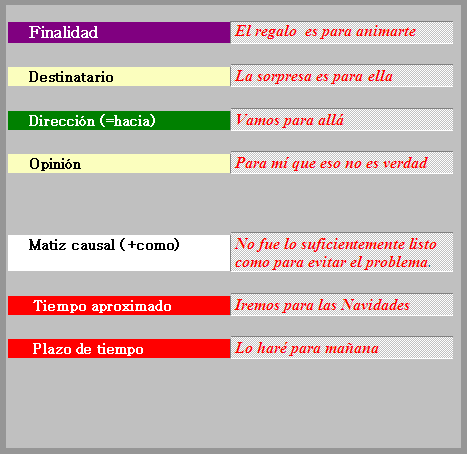 Finalidad El regalo es para animarte
Destinatario La sorpresa es para ella
Dirección (=hacia) Vamos para allá
Opinión Para mí que eso no es verdad
Matiz causal (+como) No fue lo suficientemente listo
como para evitar el problema.
Tiempo aproximado Iremos para las Navidades
Plazo de tiempo Lo haré para mañana